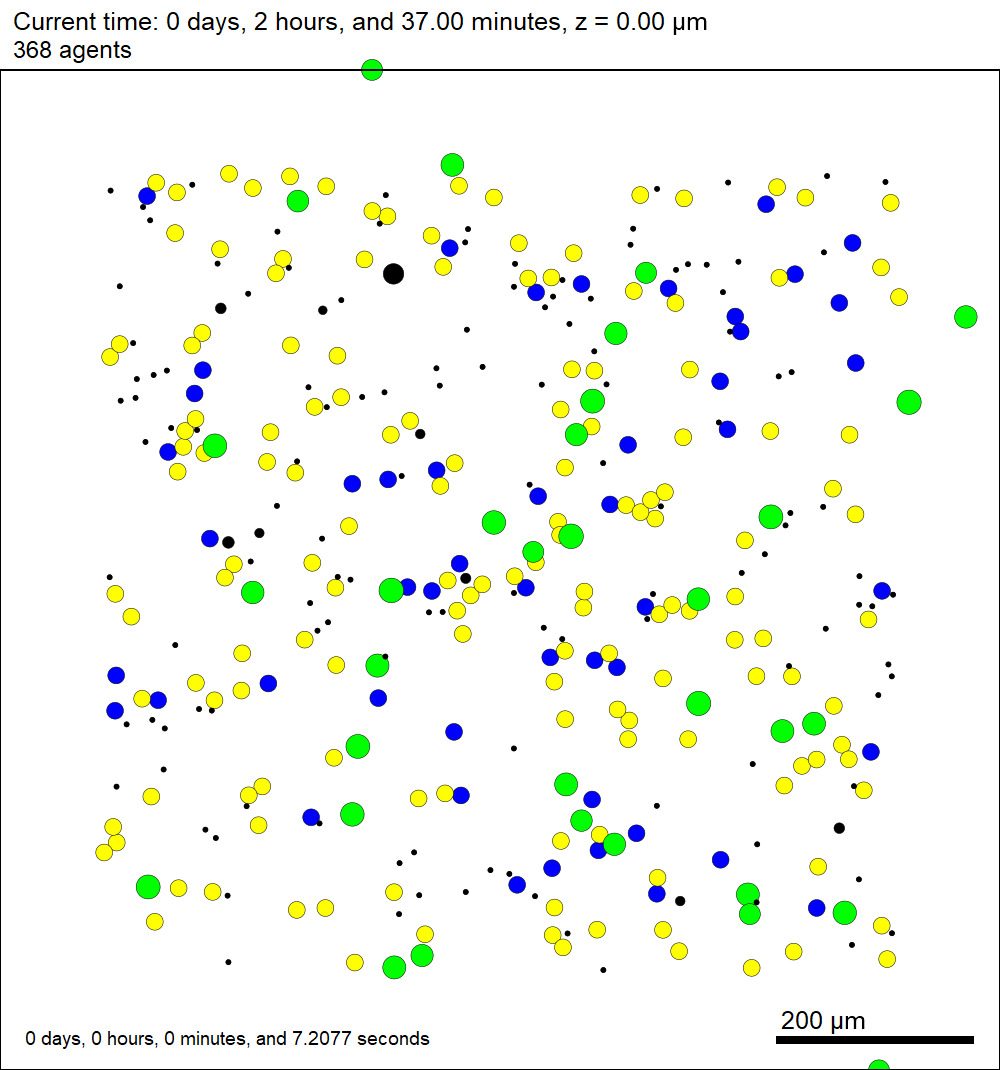 Current time: 0 days, 2 hours, and 37.00 minutes, z = 0.00 µm
368 agents
200 µm
0 days, 0 hours, 0 minutes, and 7.2077 seconds